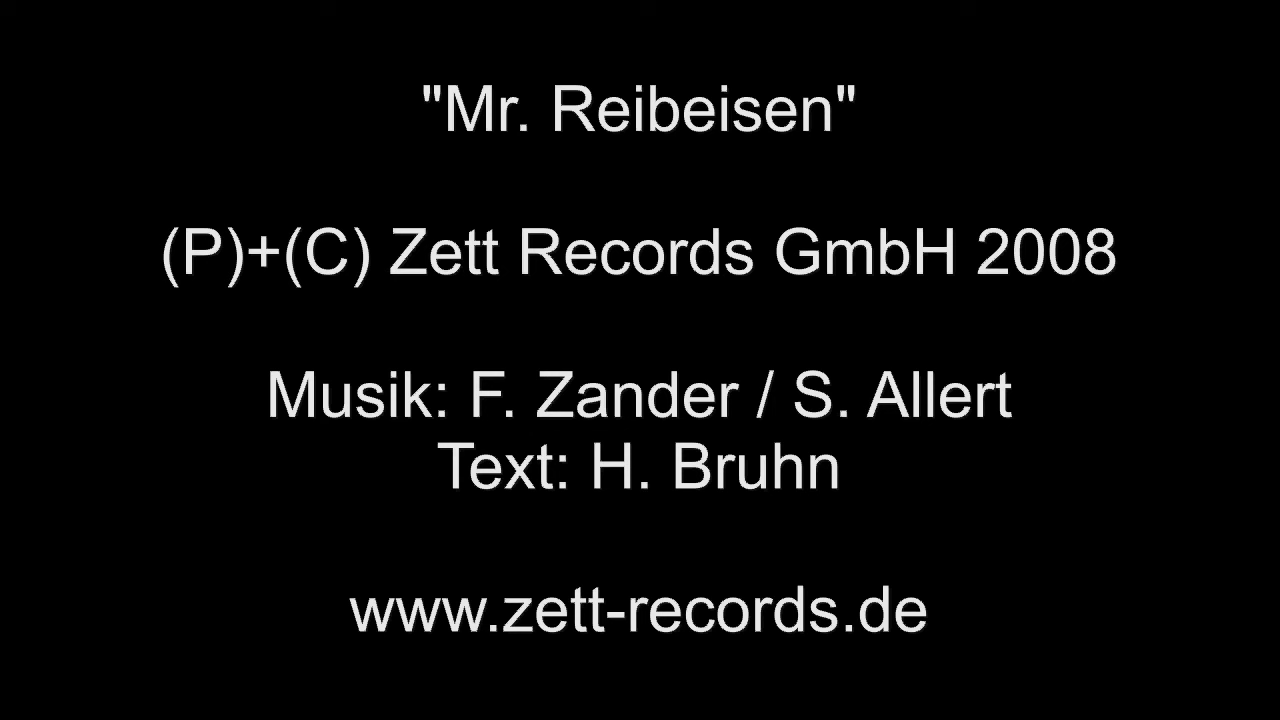 "Mr. Reibeisen"
(P)+(C) Zett Records GmbH 2008
Musik: F. Zander / S. Allert
Text: H. Bruhn
www.zett-records.de